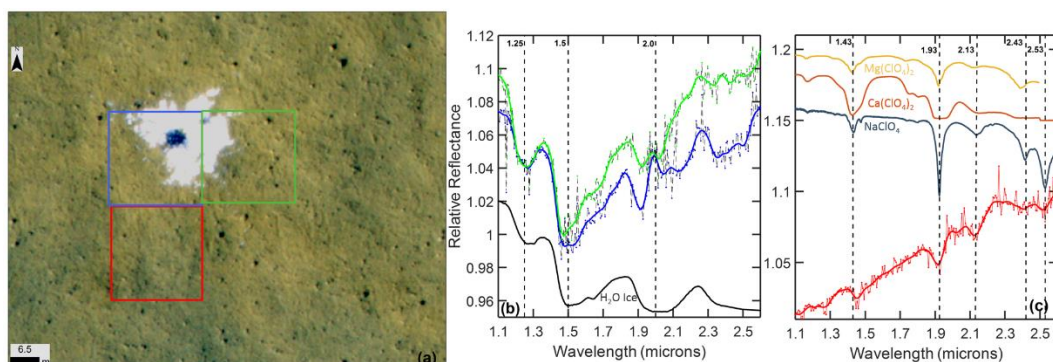 N
6.5
m
(a)
Relative Reflectance
1.12
1.1
1.08
1.06
1.04
1.02
1
0.98
0.96
1.25
1.5
2.0
H₂O Ice
(b)
1.1 1.3 1.5 1.7 1.9 2.1 2.3 2.5
Wavelength (microns)
1.20
1.15
1.10
1.05
1.43
1.93
2.13
2.43
2.53
Mg(ClO₄)₂
Ca(ClO₄)₂
NaClO₄
(c)
1.1 1.3 1.5 1.7 1.9 2.1 2.3 2.5
Wavelength (microns)